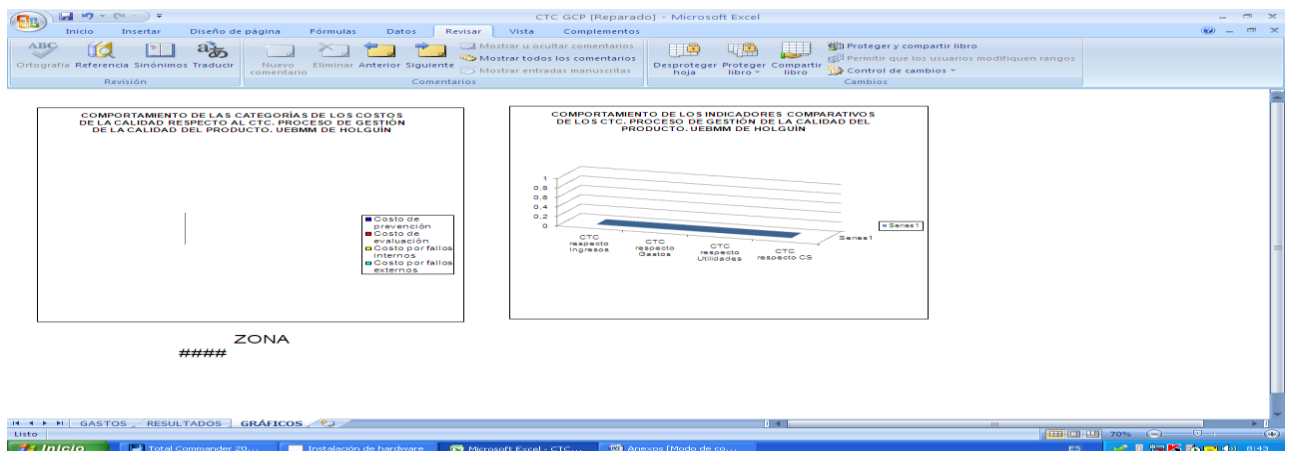 CTC GCP [Reparado] - Microsoft Excel
Inicio Insertar Diseño de página Fórmulas Datos Revisar Vista Complementos
ABC
Ortografía Referencia Sinónimos Traducir
Revisión
Nuevo comentario Eliminar Anterior Siguiente
Mostrar u ocultar comentarios
Mostrar todos los comentarios
Mostrar entradas manuscritas
Comentarios
Desproteger hoja Proteger libro Compartir libro
Proteger y compartir libro
Permitir que los usuarios modifiquen rangos
Control de cambios
Cambios
COMPORTAMIENTO DE LAS CATEGORÍAS DE LOS COSTOS
DE LA CALIDAD RESPECTO AL CTC. PROCESO DE GESTIÓN
DE LA CALIDAD DEL PRODUCTO. UEBMM DE HOLGUÍN
Costo de
prevención
Costo de
evaluación
Costo por fallos
internos
Costo por fallos
externos
COMPORTAMIENTO DE LOS INDICADORES COMPARATIVOS
DE LOS CTC. PROCESO DE GESTIÓN DE LA CALIDAD DEL
PRODUCTO. UEBMM DE HOLGUÍN
1
0,8
0,6
0,4
0,2
0
CTC
respecto
Ingresos
CTC
respecto
Gastos
CTC
respecto
Utilidades
CTC
respecto CS
Series1
Series1
ZONA
####
GASTOS RESULTADOS GRÁFICOS
Listo
70%
Inicio Total Commander 20... Instalación de hardware Microsoft Excel - CTC... Anexos [Modo de co... ES 8:43